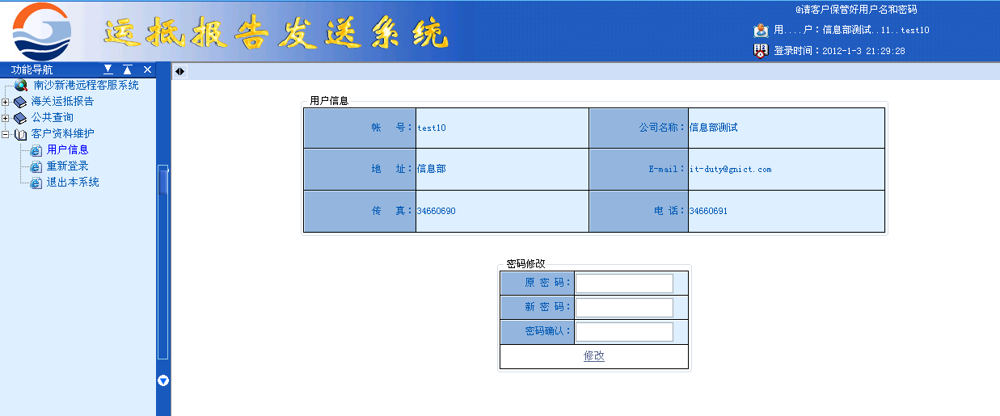 运抵报告发送系统
@请客户保管好用户名和密码
用....户：信息部测试..11..test10
登录时间：2012-1-3 21:29:28
功能导航
南沙新港远程客服系统
海关运抵报告
公共查询
客户资料维护
用户信息
重新登录
退出本系统
用户信息
帐 号：test10 公司名称：信息部测试
地 址：信息部 E-mail：it-duty@gnict.com
传 真：34660690 电 话：34660691
密码修改
原 密 码：
新 密 码：
密码确认：
修改